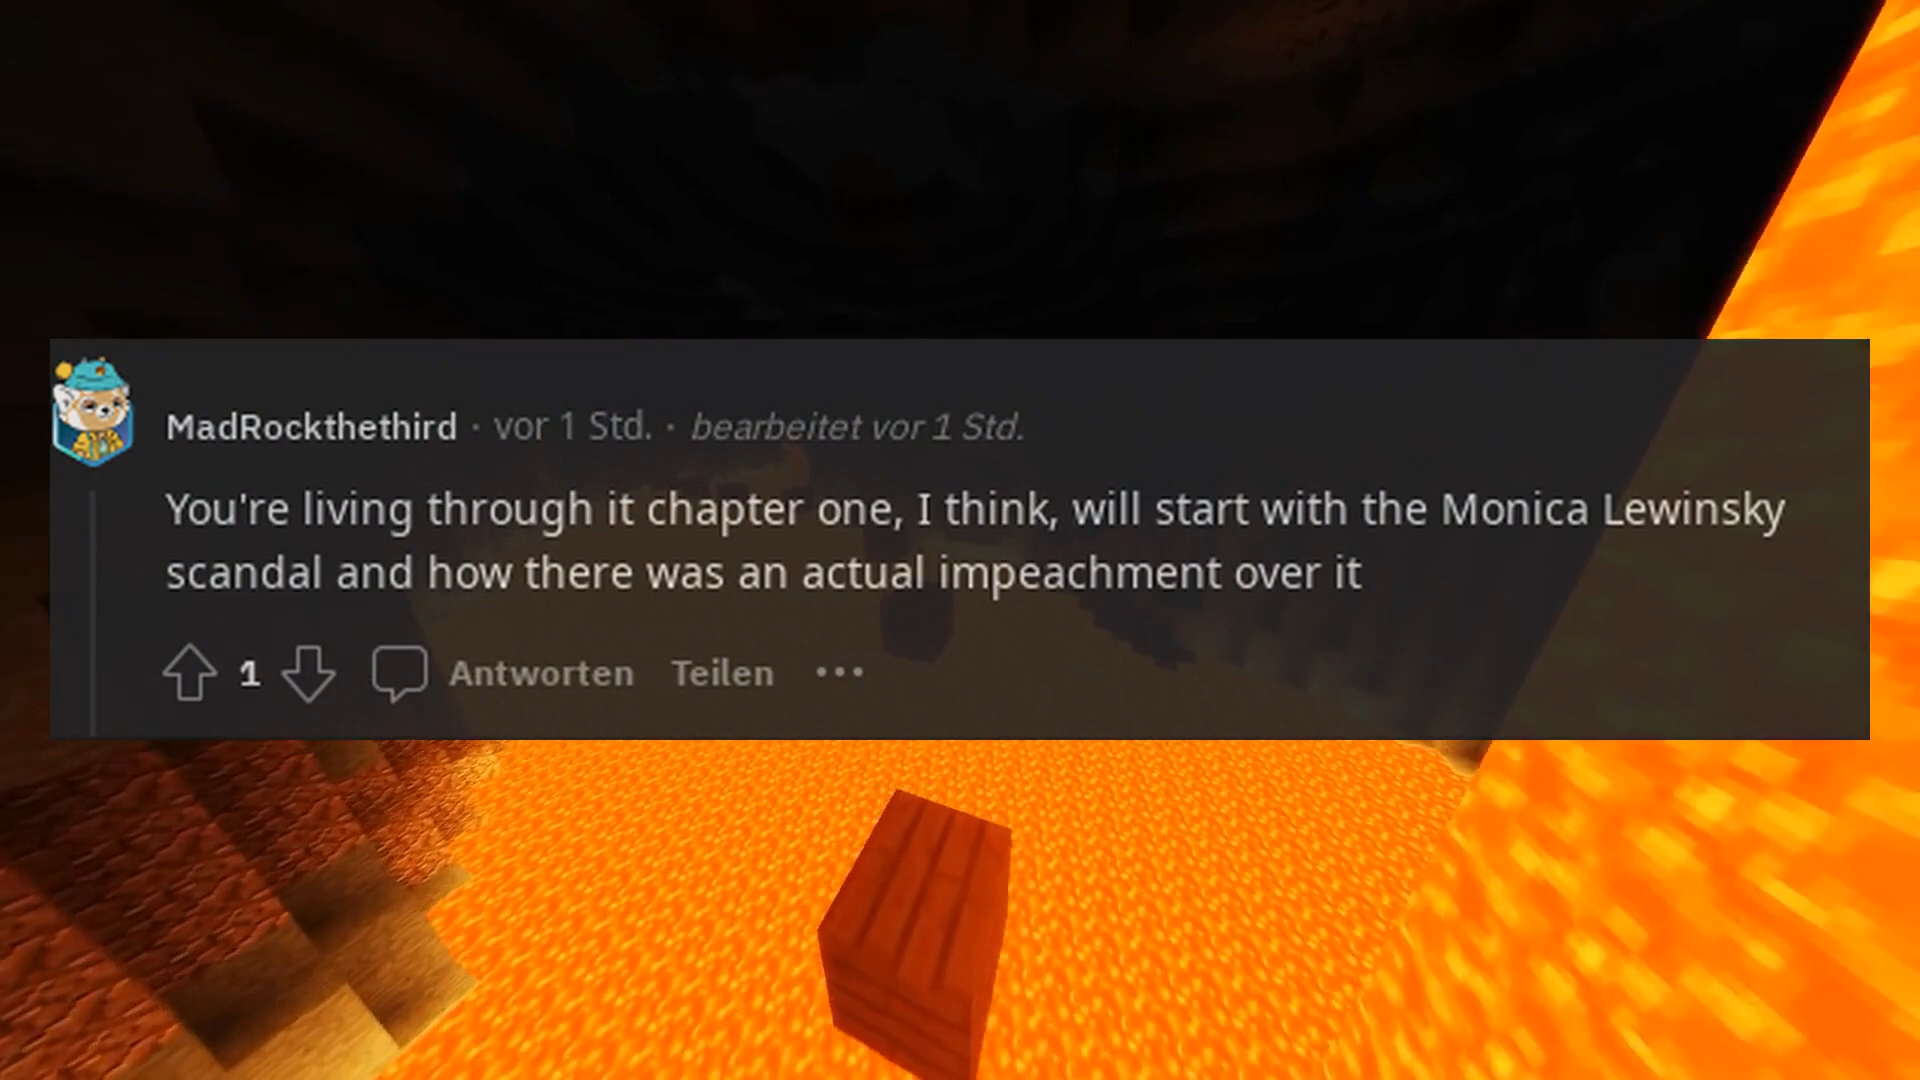 MadRockthethird · vor 1 Std. · bearbeitet vor 1 Std.
You're living through it chapter one, I think, will start with the Monica Lewinsky
scandal and how there was an actual impeachment over it
1 Antworten Teilen ···